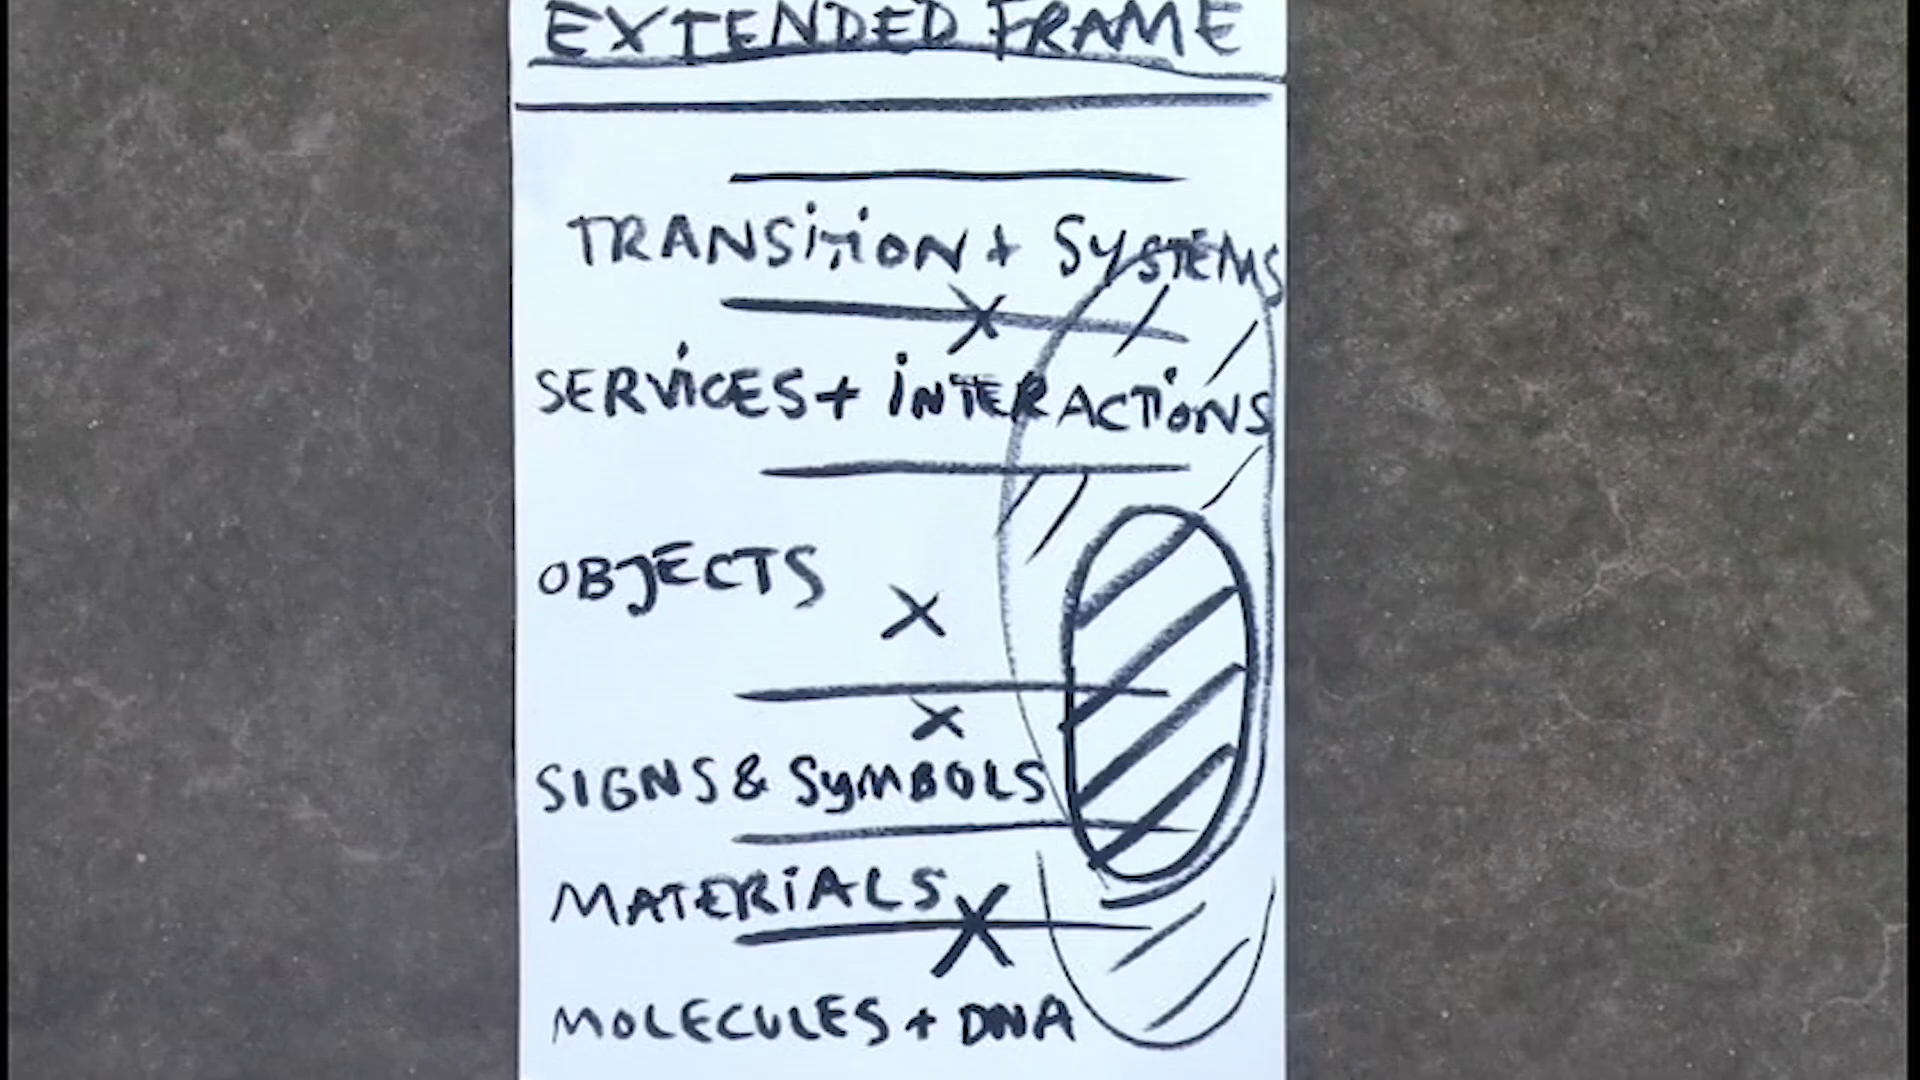 EXTENDED FRAME
TRANSiTiON + SYSTEMS
SERViCES + iNTERACTiONS
OBJECTS
SIGNS & SYMBOLS
MATERiALS
MOLECULES + DNA